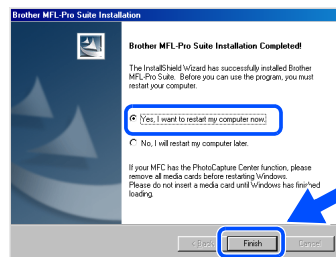 Brother MFL-Pro Suite Installation
Brother MFL-Pro Suite Installation Completed!
The InstallShield Wizard has successfully installed Brother
MFL-Pro Suite. Before you can use the program, you must
restart your computer.
Yes, I want to restart my computer now.
No, I will restart my computer later.
If your MFC has the PhotoCapture Center function, please
remove all media cards before restarting Windows.
Please do not insert a media card until Windows has finished
loading.
< Back
Finish
Cancel